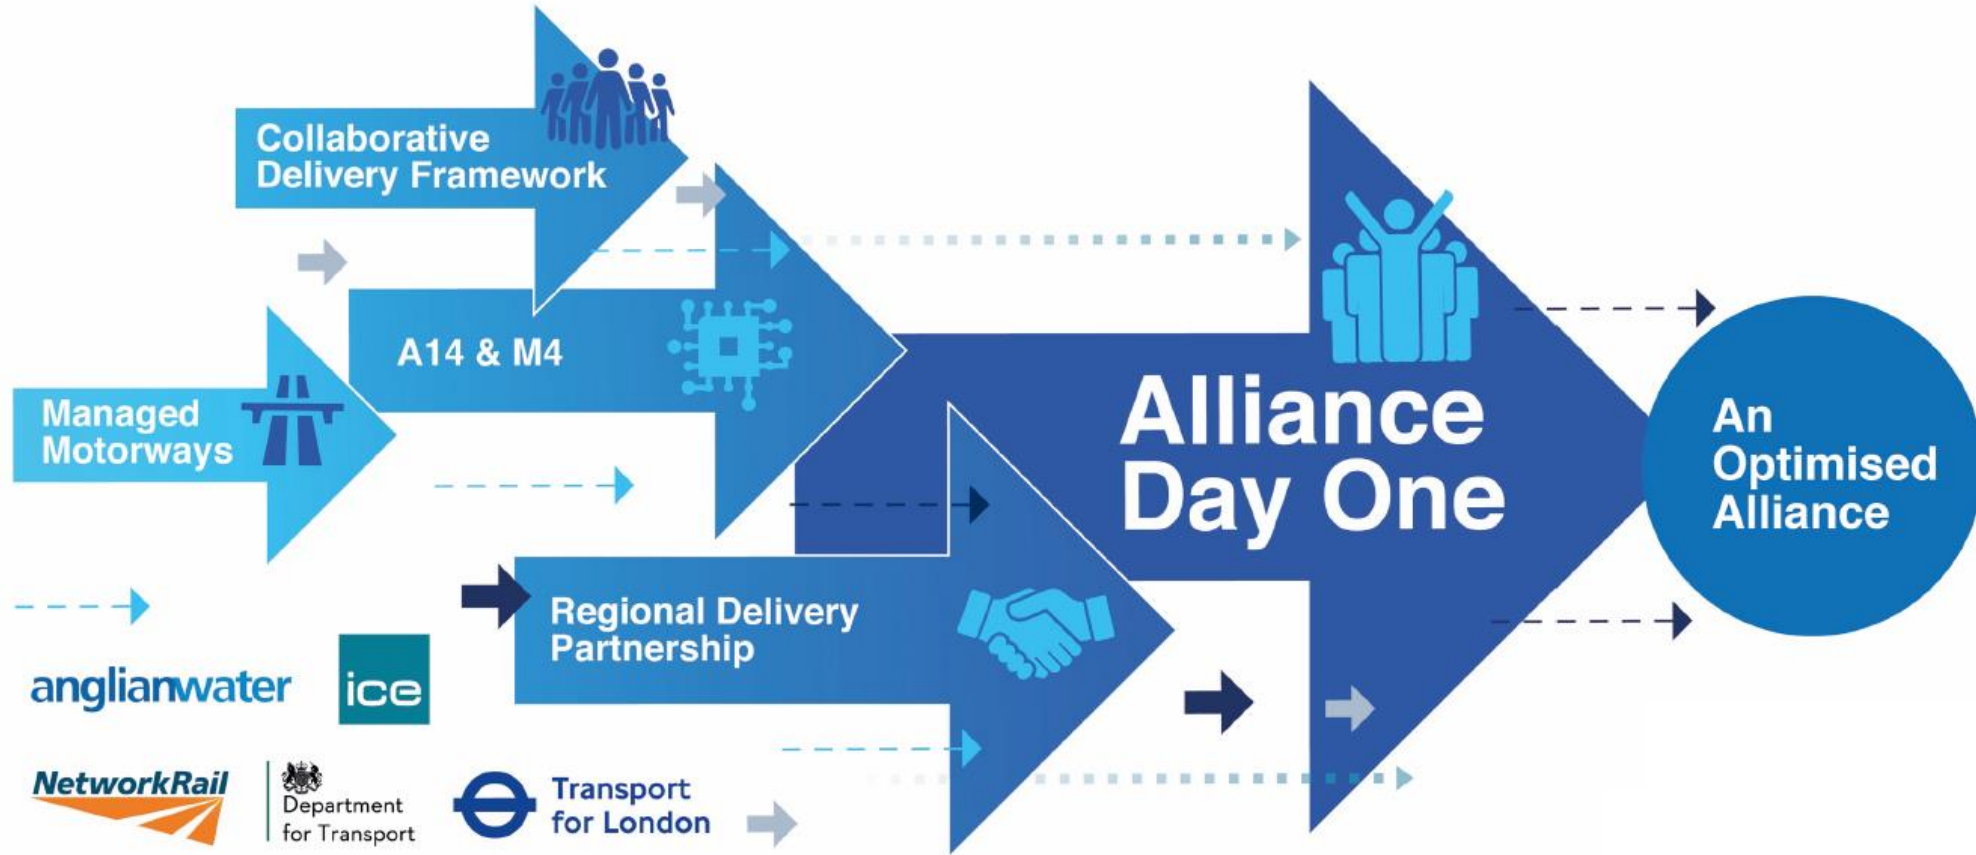 Collaborative
Delivery Framework
A14 & M4
Managed
Motorways
Alliance
Day One
An
Optimised
Alliance
Regional Delivery
Partnership
anglianwater
ice
NetworkRail
Department
for Transport
Transport
for London